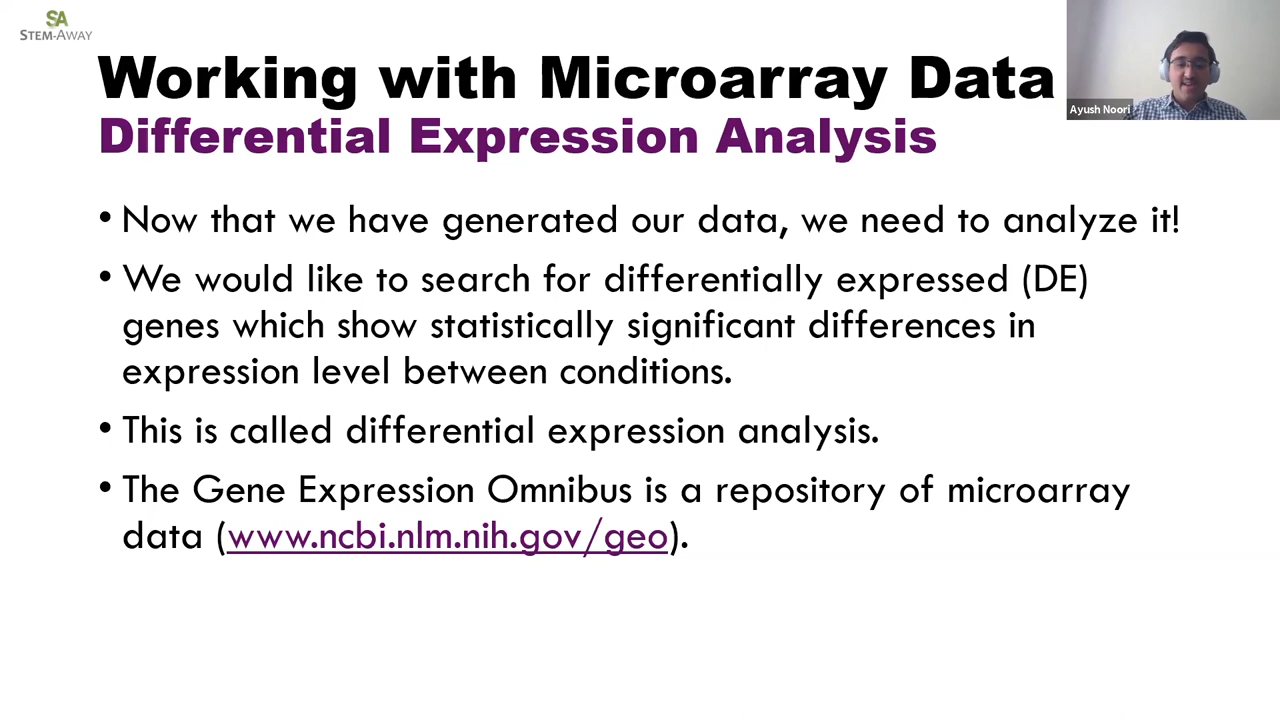 SA
STEM-AWAY
Working with Microarray Data
Differential Expression Analysis
Ayush Noori
• Now that we have generated our data, we need to analyze it!
• We would like to search for differentially expressed (DE)
genes which show statistically significant differences in
expression level between conditions.
• This is called differential expression analysis.
• The Gene Expression Omnibus is a repository of microarray
data (www.ncbi.nlm.nih.gov/geo).